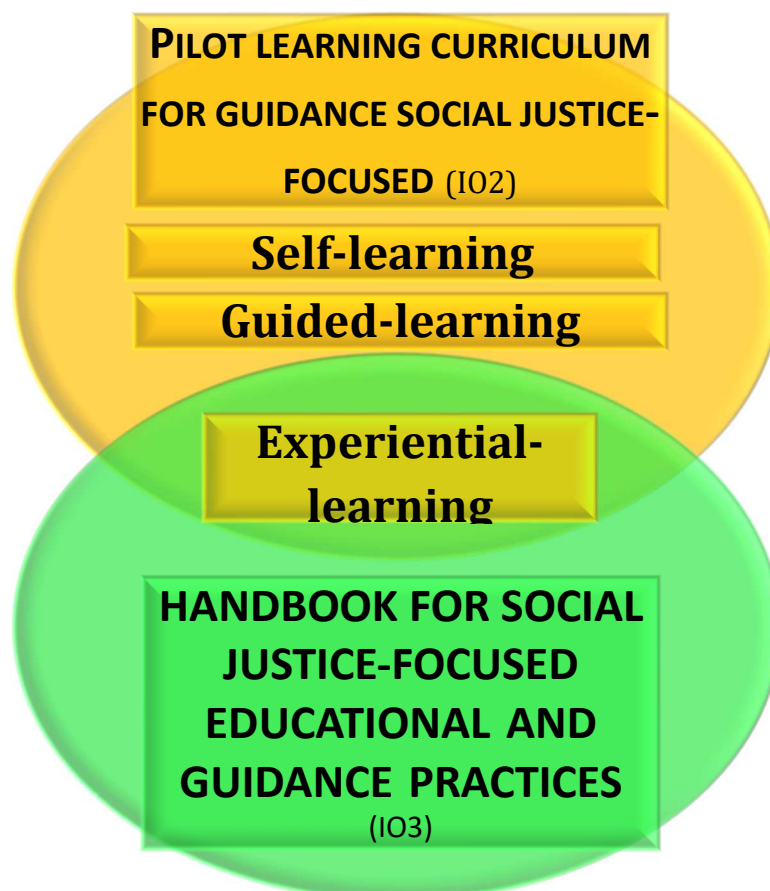 PILOT LEARNING CURRICULUM
FOR GUIDANCE SOCIAL JUSTICE-
FOCUSED (IO2)
Self-learning
Guided-learning
Experiential-
learning
HANDBOOK FOR SOCIAL
JUSTICE-FOCUSED
EDUCATIONAL AND
GUIDANCE PRACTICES
(IO3)